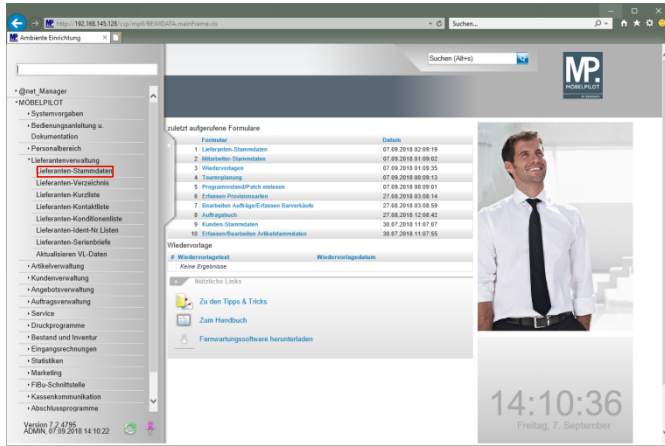 http://192.168.145.128/csp/mp6/BEWIDATA.mainFrame.cls
Suchen...
Ambiente Einrichtung
Suchen (Alt+s)
MP.
MÖBELPILOT
@net_Manager
MÖBELPILOT
Systemvorgaben
Bedienungsanleitung u.
Dokumentation
Personalbereich
Lieferantenverwaltung
Lieferanten-Stammdaten
Lieferanten-Verzeichnis
Lieferanten-Kurzliste
Lieferanten-Kontaktliste
Lieferanten-Konditionenliste
Lieferanten-Ident-Nr.Listen
Lieferanten-Serienbriefe
Aktualisieren VL-Daten
Artikelverwaltung
Kundenverwaltung
Angebotsverwaltung
Auftragsverwaltung
Service
Druckprogramme
Bestand und Inventur
Eingangsrechnungen
Statistiken
Marketing
FiBu-Schnittstelle
Kassenkommunikation
Abschlussprogramme
Version 7.2 4795
ADMIN, 07.09.2018 14:10:22
zuletzt aufgerufene Formulare
Formular Datum
1 Lieferanten-Stammdaten 07.09.2018 02:09:19
2 Mitarbeiter-Stammdaten 07.09.2018 01:09:02
3 Wiedervorlagen 07.09.2018 01:09:35
4 Tourenplanung 07.09.2018 08:09:13
5 Programmstand/Patch einlesen 07.09.2018 08:09:01
6 Erfassen Provisionsarten 27.08.2018 03:08:14
7 Bearbeiten Aufträge/Erfassen Barverkäufe 27.08.2018 03:08:59
8 Auftragsbuch 27.08.2018 12:08:42
9 Kunden-Stammdaten 30.07.2018 11:07:07
10 Erfassen/Bearbeiten Artikelstammdaten 30.07.2018 11:07:55
Wiedervorlage
# Wiedervorlagetext Wiedervorlagedatum
Keine Ergebnisse
Nützliche Links
Zu den Tipps & Tricks
Zum Handbuch
Fernwartungssoftware herunterladen
14:10:36
Freitag, 7. September